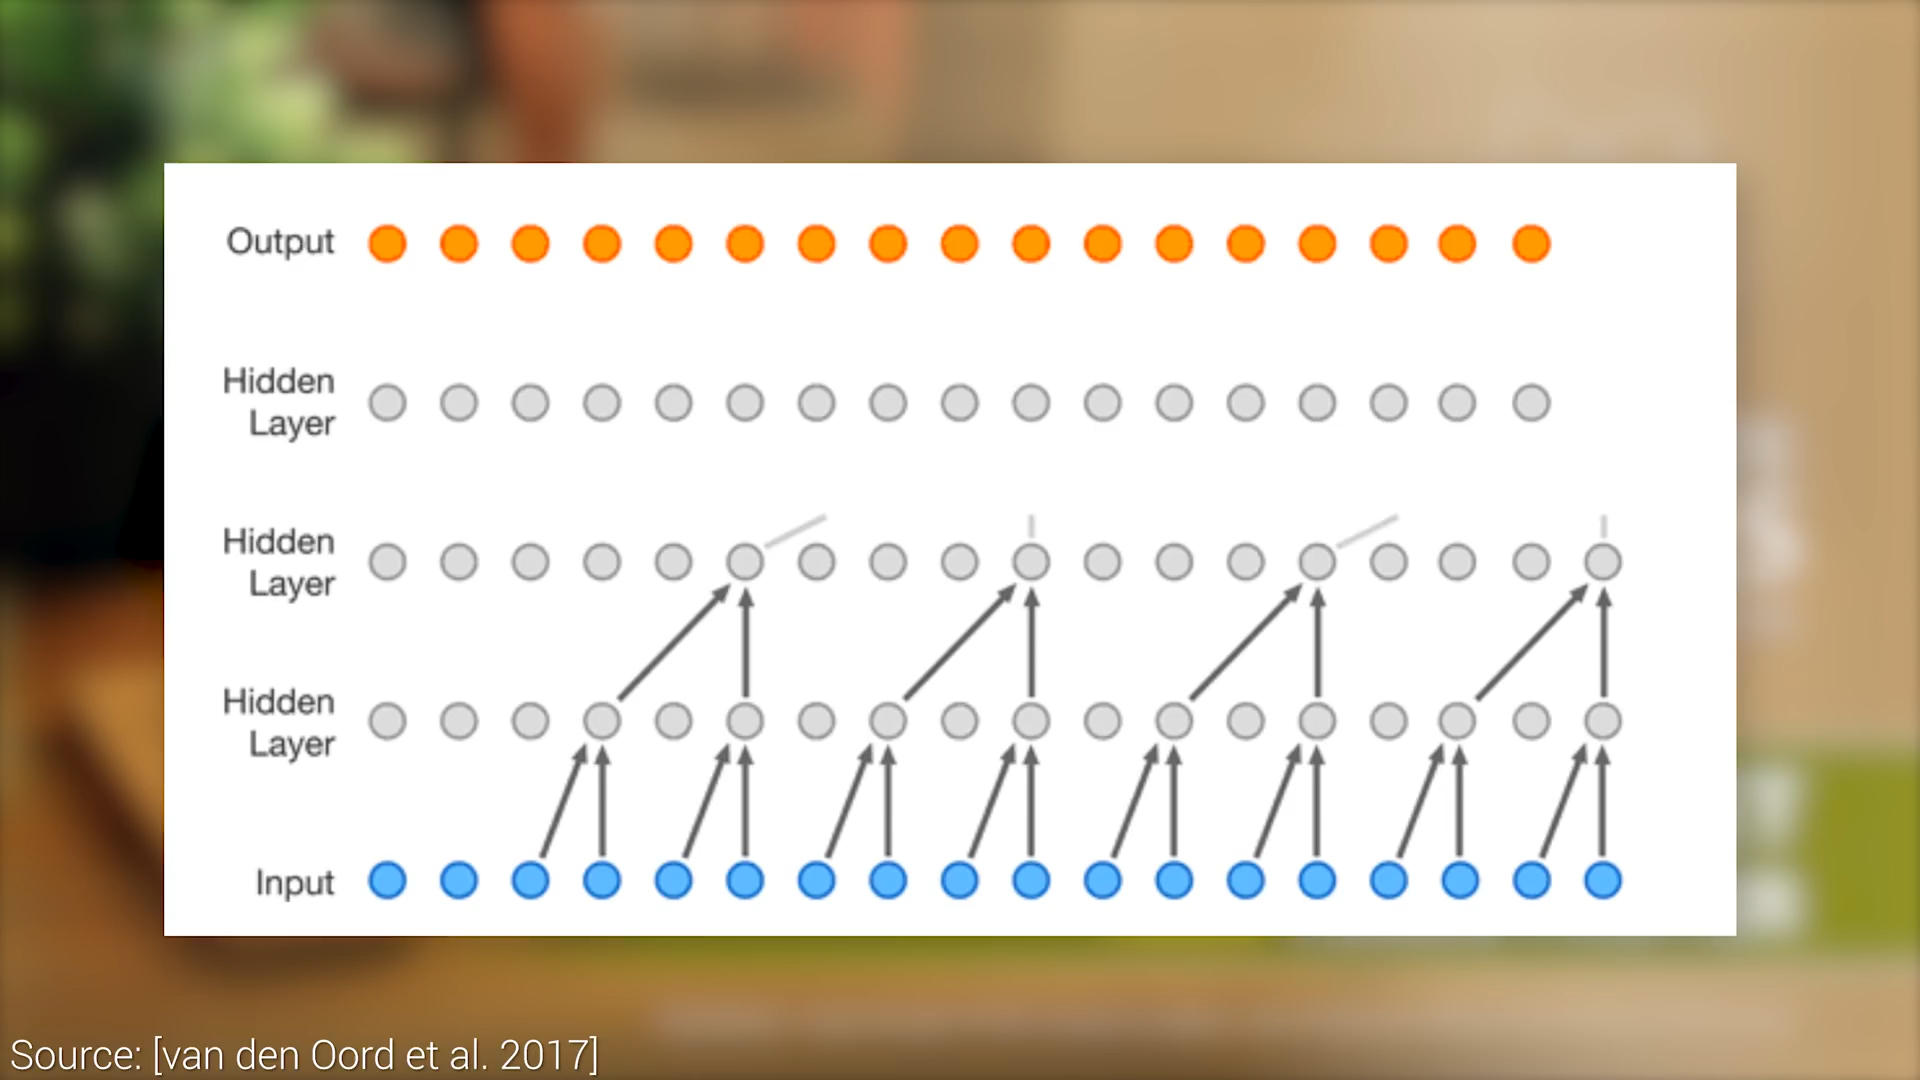 Output
Hidden
Layer
Hidden
Layer
Hidden
Layer
Input
Source: [van den Oord et al. 2017]